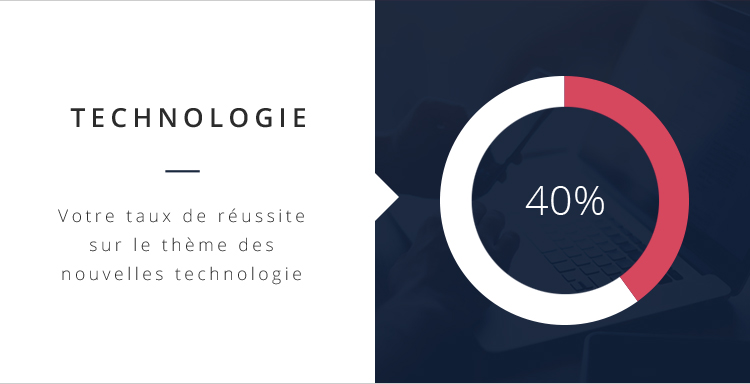 TECHNOLOGIE
Votre taux de réussite
sur le thème des
nouvelles technologie
40%